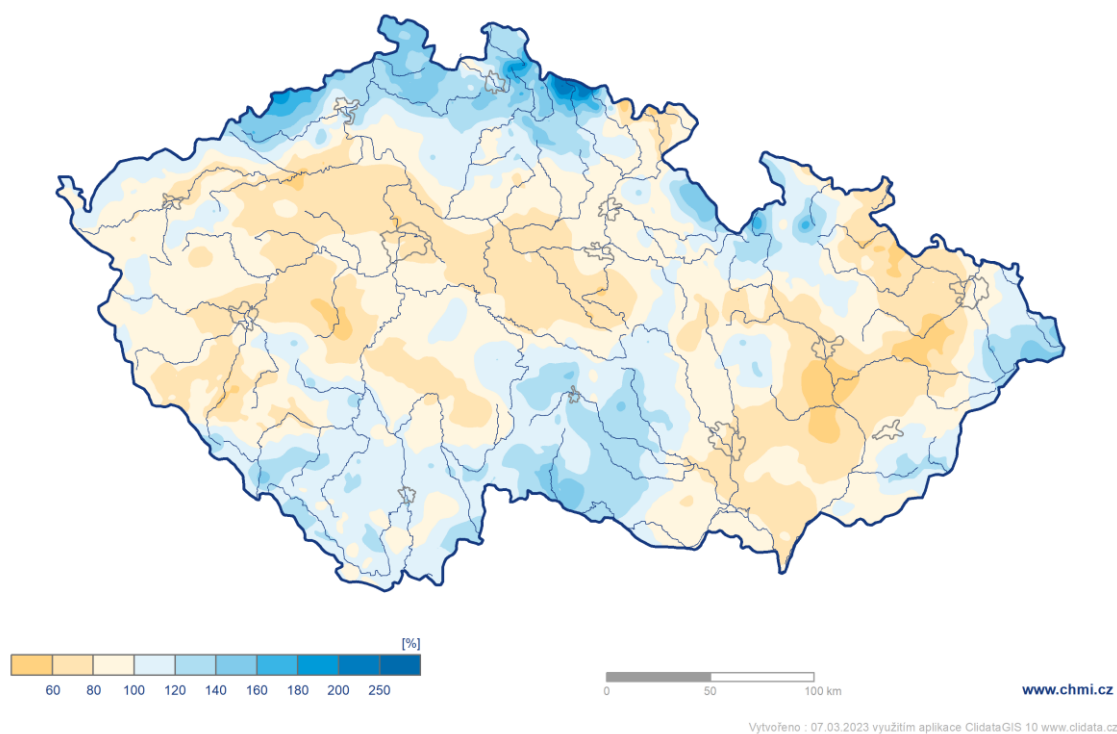 [%]
60 80 100 120 140 160 180 200 250
0 50 100 km
www.chmi.cz
Vytvořeno : 07.03.2023 využitím aplikace ClidataGIS 10 www.clidata.cz